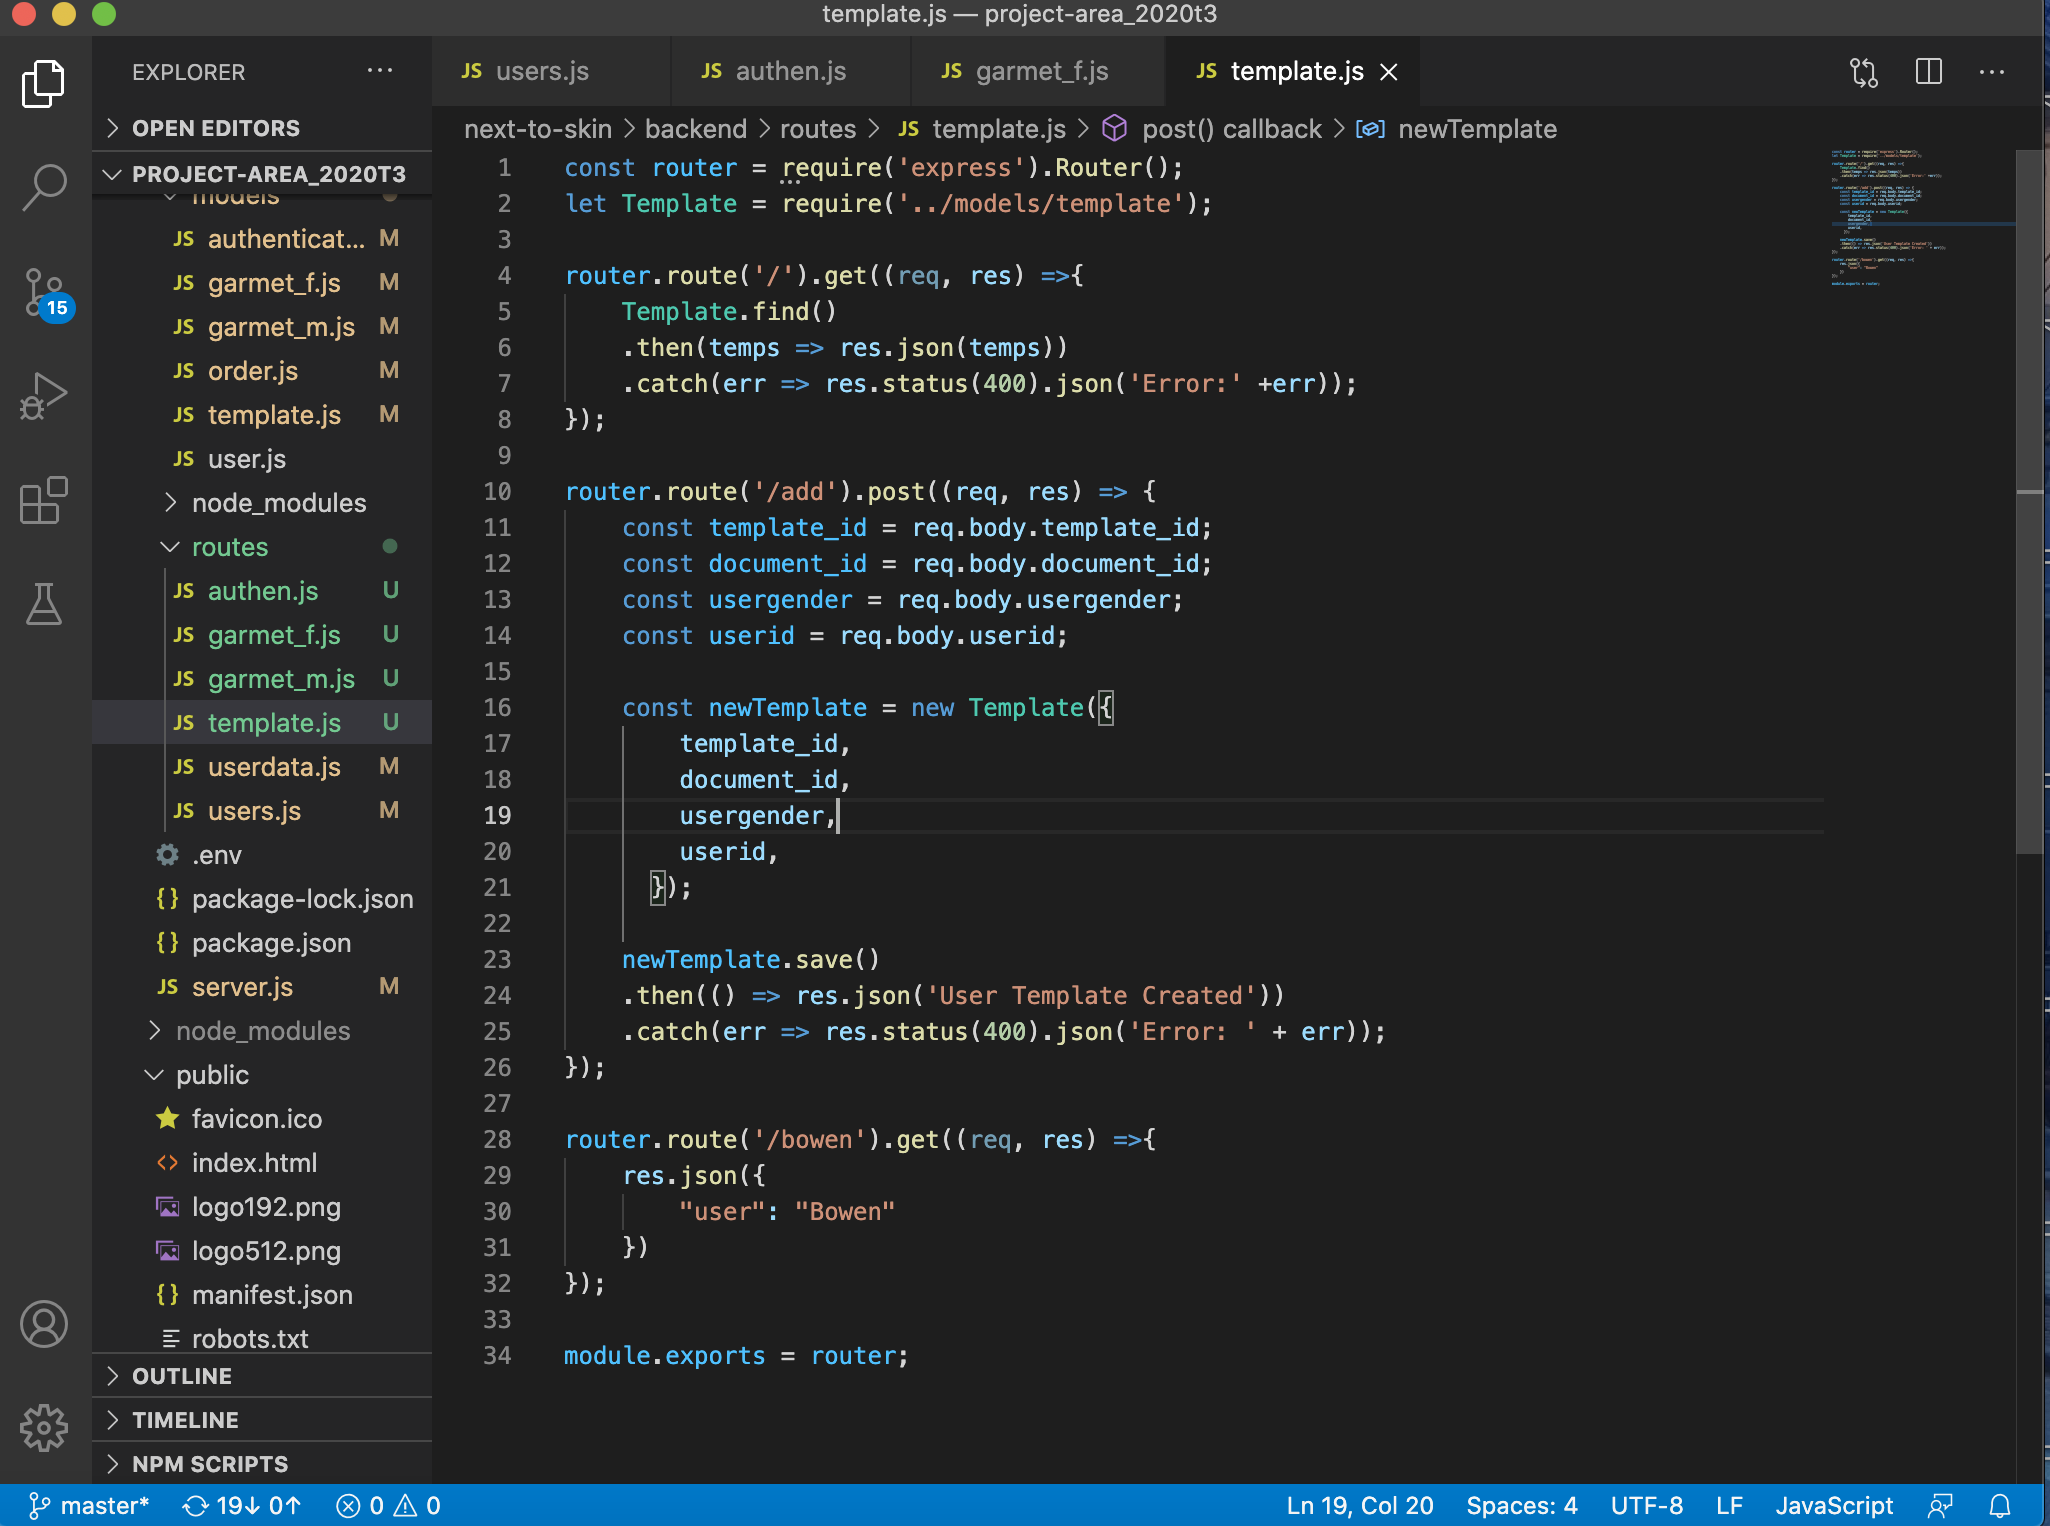 template.js — project-area_2020t3
EXPLORER
OPEN EDITORS
PROJECT-AREA_2020T3
models
JS authenticat... M
JS garmet_f.js M
JS garmet_m.js M
JS order.js M
JS template.js M
JS user.js
node_modules
routes
JS authen.js U
JS garmet_f.js U
JS garmet_m.js U
JS template.js U
JS userdata.js M
JS users.js M
.env
{} package-lock.json
{} package.json
JS server.js M
node_modules
public
favicon.ico
<> index.html
logo192.png
logo512.png
{} manifest.json
robots.txt
OUTLINE
TIMELINE
NPM SCRIPTS
15
JS users.js JS authen.js JS garmet_f.js JS template.js
next-to-skin > backend > routes > JS template.js > post() callback > newTemplate
1 const router = require('express').Router();
2 let Template = require('../models/template');
3
4 router.route('/').get((req, res) =>{
5 Template.find()
6 .then(temps => res.json(temps))
7 .catch(err => res.status(400).json('Error:' +err));
8 });
9
10 router.route('/add').post((req, res) => {
11 const template_id = req.body.template_id;
12 const document_id = req.body.document_id;
13 const usergender = req.body.usergender;
14 const userid = req.body.userid;
15
16 const newTemplate = new Template({
17 template_id,
18 document_id,
19 usergender,
20 userid,
21 });
22
23 newTemplate.save()
24 .then(() => res.json('User Template Created'))
25 .catch(err => res.status(400).json('Error: ' + err));
26 });
27
28 router.route('/bowen').get((req, res) =>{
29 res.json({
30 "user": "Bowen"
31 })
32 });
33
34 module.exports = router;
master* 19↓ 0↑ 0 0 Ln 19, Col 20 Spaces: 4 UTF-8 LF JavaScript